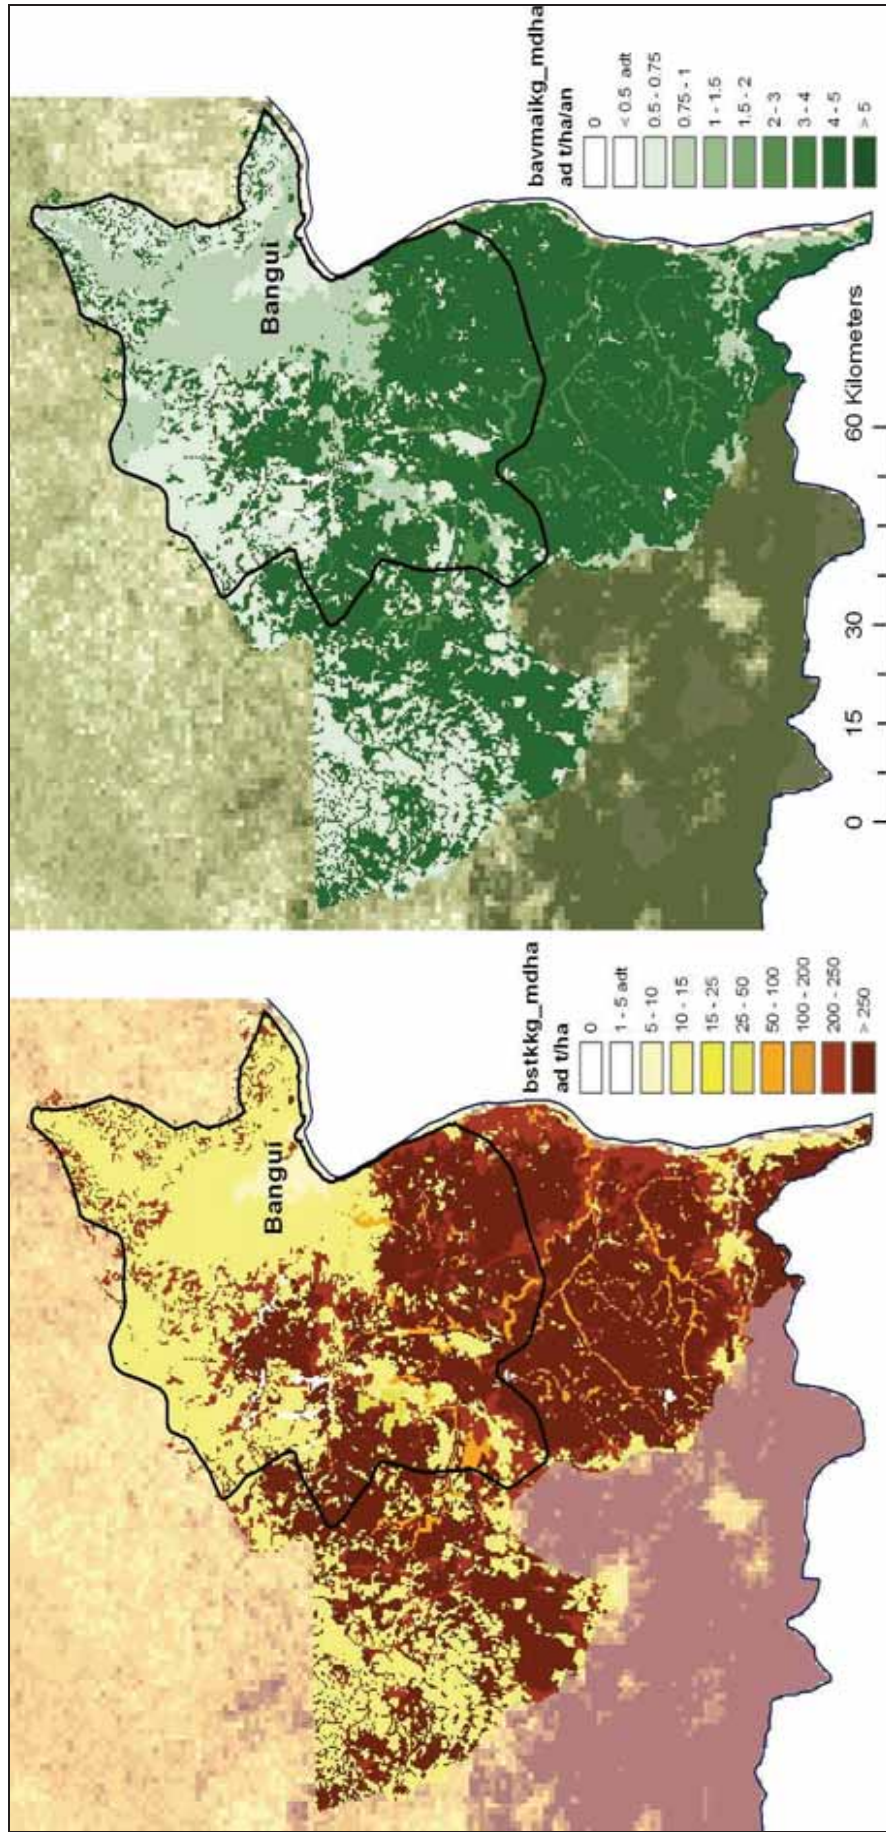 bstkkg_mdha
ad t/ha
0
1 - 5 adt
5 - 10
10 - 15
15 - 25
25 - 50
50 - 100
100 - 200
200 - 250
> 250
Bangui
bavmaikg_mdha
ad t/ha/an
0
< 0.5 adt
0.5 - 0.75
0.75 - 1
1 - 1.5
1.5 - 2
2 - 3
3 - 4
4 - 5
> 5
Bangui
0 15 30 60 Kilometers